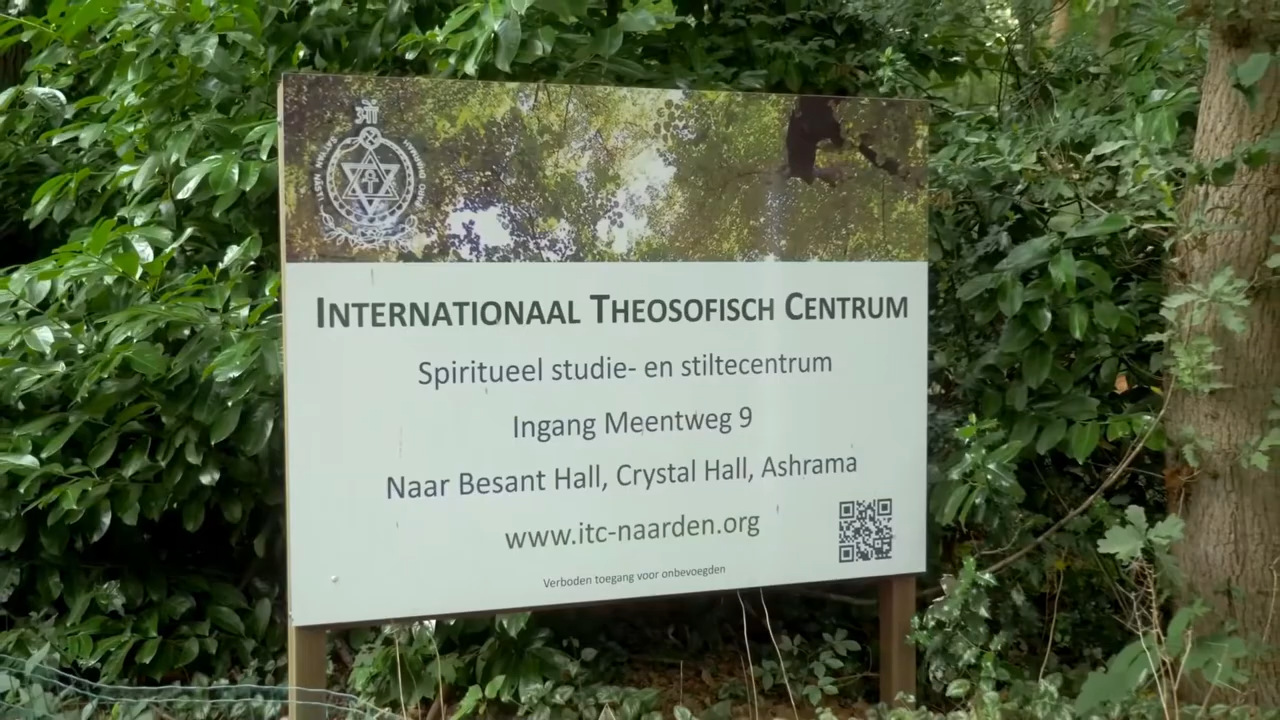 INTERNATIONAAL THEOSOFISCH CENTRUM
Spiritueel studie- en stiltecentrum
Ingang Meentweg 9
Naar Besant Hall, Crystal Hall, Ashrama
www.itc-naarden.org
Verboden toegang voor onbevoegden